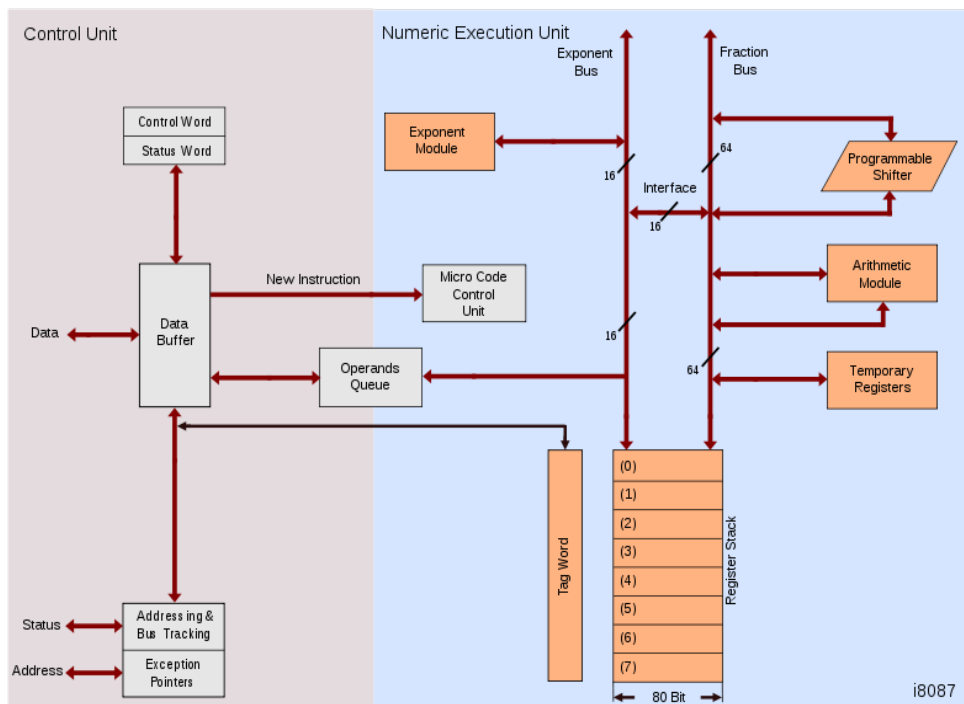 Control Unit
Numeric Execution Unit
Exponent
Bus
Fraction
Bus
Control Word
Status Word
Exponent
Module
16
64
Programmable
Shifter
Interface
16
New Instruction
Micro Code
Control
Unit
Arithmetic
Module
Data
Data
Buffer
16
64
Operands
Queue
Temporary
Registers
(0)
(1)
(2)
(3)
(4)
(5)
(6)
(7)
Tag Word
Register Stack
Status
Addressing &
Bus Tracking
Address
Exception
Pointers
80 Bit
i8087